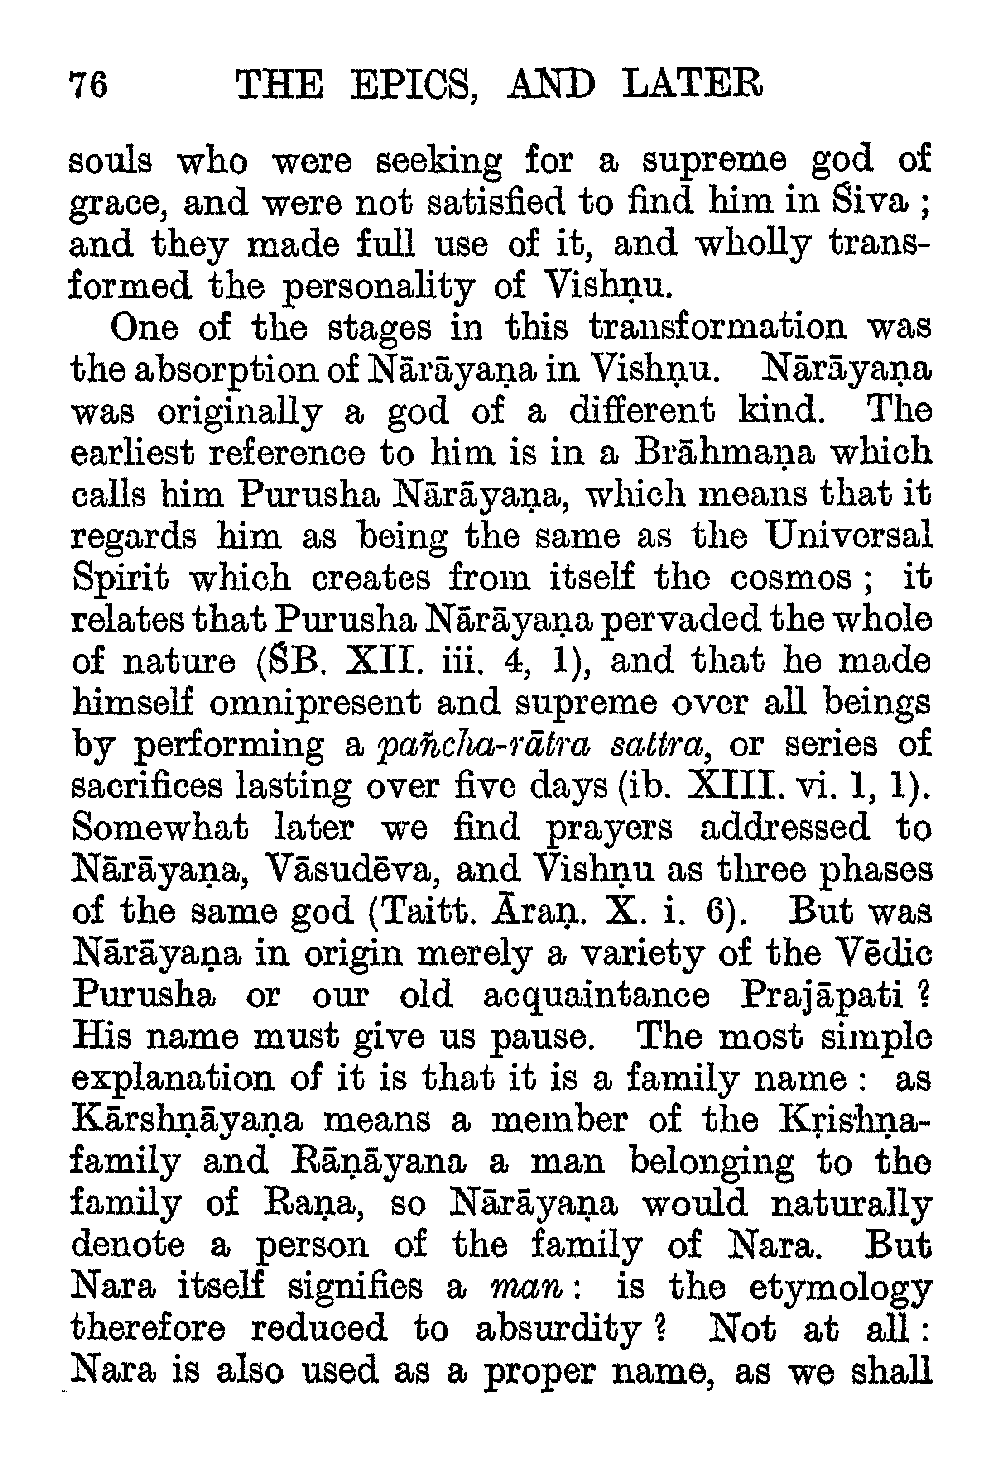 76 THE EPICS, AND LATER
souls who were seeking for a supreme god of
grace, and were not satisfied to find him in Śiva ;
and they made full use of it, and wholly trans-
formed the personality of Vishṇu.
One of the stages in this transformation was
the absorption of Nārāyaṇa in Vishṇu. Nārāyaṇa
was originally a god of a different kind. The
earliest reference to him is in a Brāhmaṇa which
calls him Purusha Nārāyaṇa, which means that it
regards him as being the same as the Universal
Spirit which creates from itself the cosmos ; it
relates that Purusha Nārāyaṇa pervaded the whole
of nature (ŚB. XII. iii. 4, 1), and that he made
himself omnipresent and supreme over all beings
by performing a pañcha-rātra sattra, or series of
sacrifices lasting over five days (ib. XIII. vi. 1, 1).
Somewhat later we find prayers addressed to
Nārāyaṇa, Vāsudēva, and Vishṇu as three phases
of the same god (Taitt. Āraṇ. X. i. 6). But was
Nārāyaṇa in origin merely a variety of the Vēdic
Purusha or our old acquaintance Prajāpati ?
His name must give us pause. The most simple
explanation of it is that it is a family name : as
Kārshṇāyaṇa means a member of the Kṛishṇa-
family and Rāṇāyana a man belonging to the
family of Raṇa, so Nārāyaṇa would naturally
denote a person of the family of Nara. But
Nara itself signifies a man : is the etymology
therefore reduced to absurdity ? Not at all :
Nara is also used as a proper name, as we shall